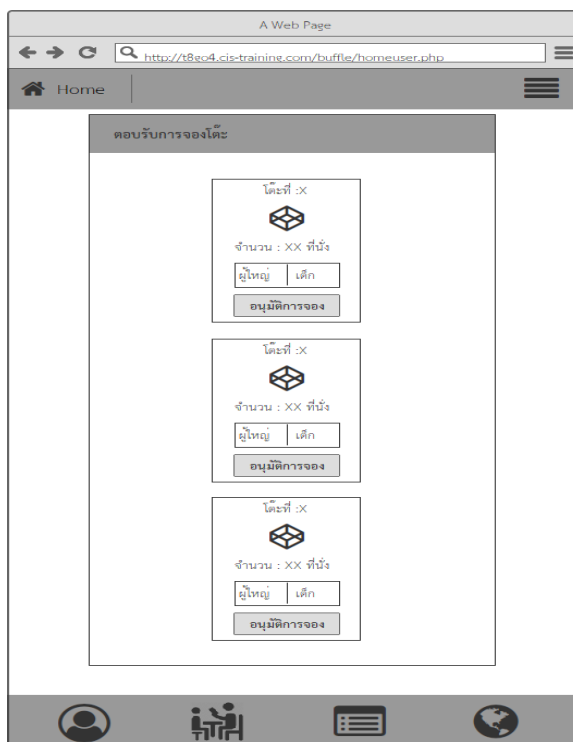 A Web Page
http://t8go4.cis-training.com/buffle/homeuser.php
Home
ตอบรับการจองโต๊ะ
โต๊ะที่ :X
จำนวน : XX ที่นั่ง
ผู้ใหญ่ เด็ก
อนุมัติการจอง
โต๊ะที่ :X
จำนวน : XX ที่นั่ง
ผู้ใหญ่ เด็ก
อนุมัติการจอง
โต๊ะที่ :X
จำนวน : XX ที่นั่ง
ผู้ใหญ่ เด็ก
อนุมัติการจอง